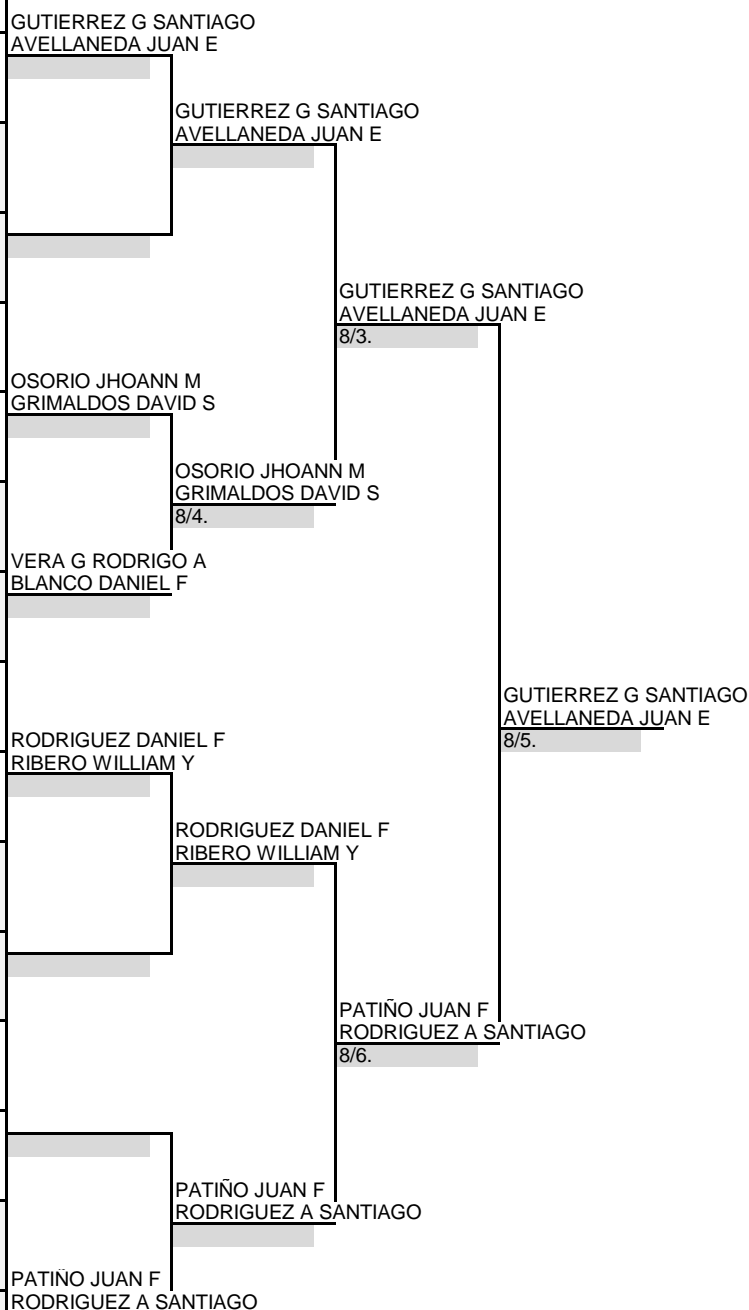 GUTIERREZ G SANTIAGO
AVELLANEDA JUAN E
GUTIERREZ G SANTIAGO
AVELLANEDA JUAN E
GUTIERREZ G SANTIAGO
AVELLANEDA JUAN E
8/3.
OSORIO JHOANN M
GRIMALDOS DAVID S
OSORIO JHOANN M
GRIMALDOS DAVID S
8/4.
VERA G RODRIGO A
BLANCO DANIEL F
GUTIERREZ G SANTIAGO
AVELLANEDA JUAN E
8/5.
RODRIGUEZ DANIEL F
RIBERO WILLIAM Y
RODRIGUEZ DANIEL F
RIBERO WILLIAM Y
PATIÑO JUAN F
RODRIGUEZ A SANTIAGO
8/6.
PATIÑO JUAN F
RODRIGUEZ A SANTIAGO
PATIÑO JUAN F
RODRIGUEZ A SANTIAGO